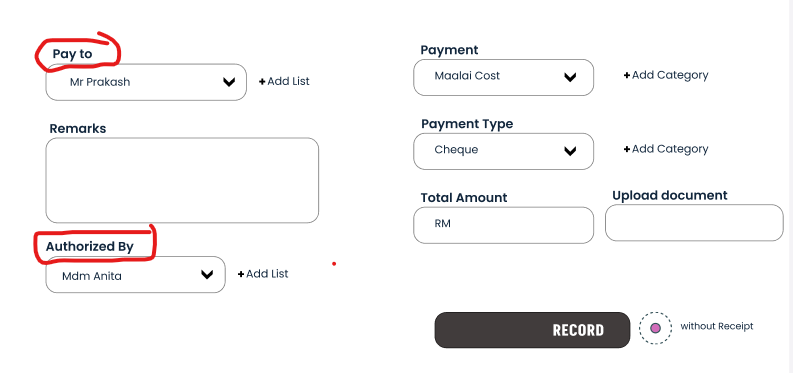 Pay to
Mr Prakash
+Add List
Remarks
Authorized By
Mdm Anita
+Add List
Payment
Maalai Cost
+Add Category
Payment Type
Cheque
+Add Category
Total Amount
RM
Upload document
RECORD
without Receipt